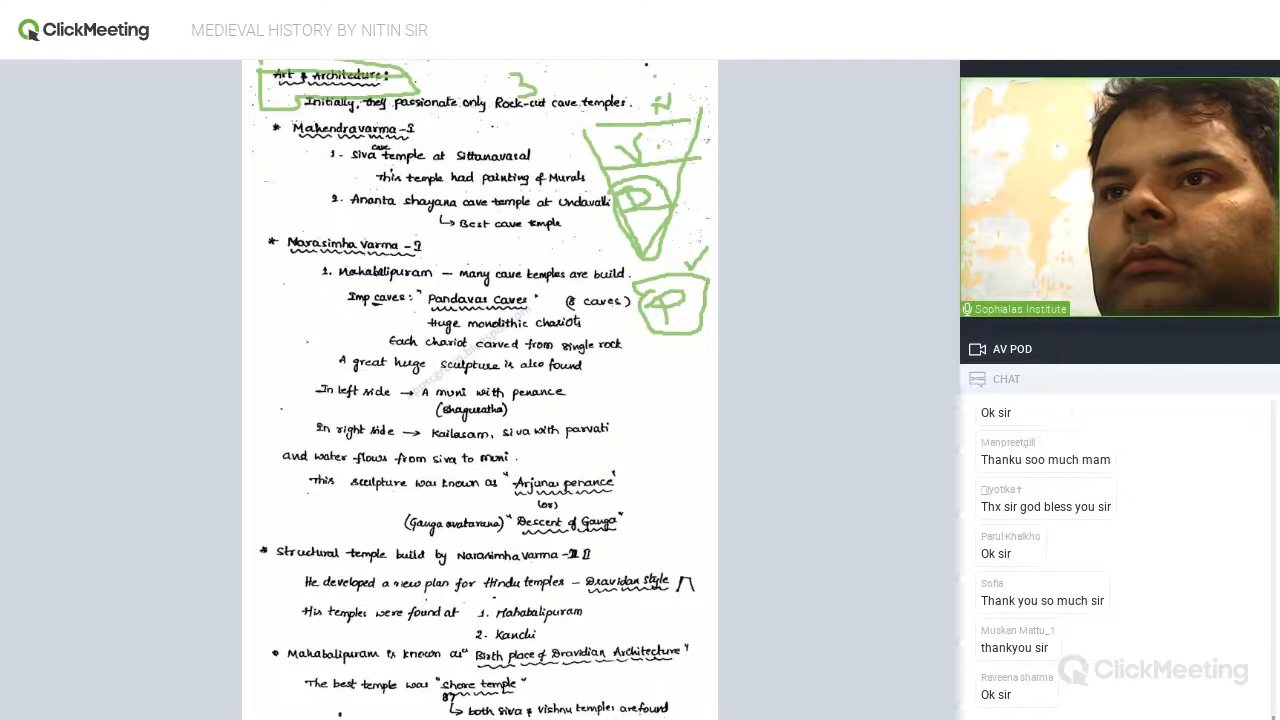 ClickMeeting
MEDIEVAL HISTORY BY NITIN SIR
Art & Architecture:
3
N
Initially, they passionate only Rock-cut cave temples.
* Mahendravarma-I
V
1. Siva cave temple at Sittanavasal
This temple had painting of Murals
2. Ananta shayana cave temple at Undavalli
D
↳ Best cave temple
* Narasimha varma-I
1. Mahabalipuram — many cave temples are build.
Imp caves: "Pandavas Caves" (8 caves)
P
Huge monolithic chariots
Each chariot carved from single rock
A great huge sculpture is also found
In left side → A muni with penance
(Bhaguratha)
In right side → Kailasam, siva with parvati
and water flows from siva to muni.
This sculpture was known as "Arjunas penance"
(or)
(Ganga avatarana) "Descent of Ganga"
* Structural temple build by Narasimha varma-II
He developed a new plan for Hindu temples - Dravidan style
His temples were found at 1. Mahabalipuram
2. Kanchi
* Mahabalipuram is known as "Birth place of Dravidian Architecture"
The best temple was "shore temple"
↳ both siva & vishnu temples are found
Sophialas Institute
AV POD
CHAT
Ok sir
Manpreetgill
Thanku soo much mam
Jyotika✝
Thx sir god bless you sir
Parul Khalkho
Ok sir
Sofia
Thank you so much sir
Muskan Mattu_1
thankyou sir
Raveena sharma
Ok sir
ClickMeeting